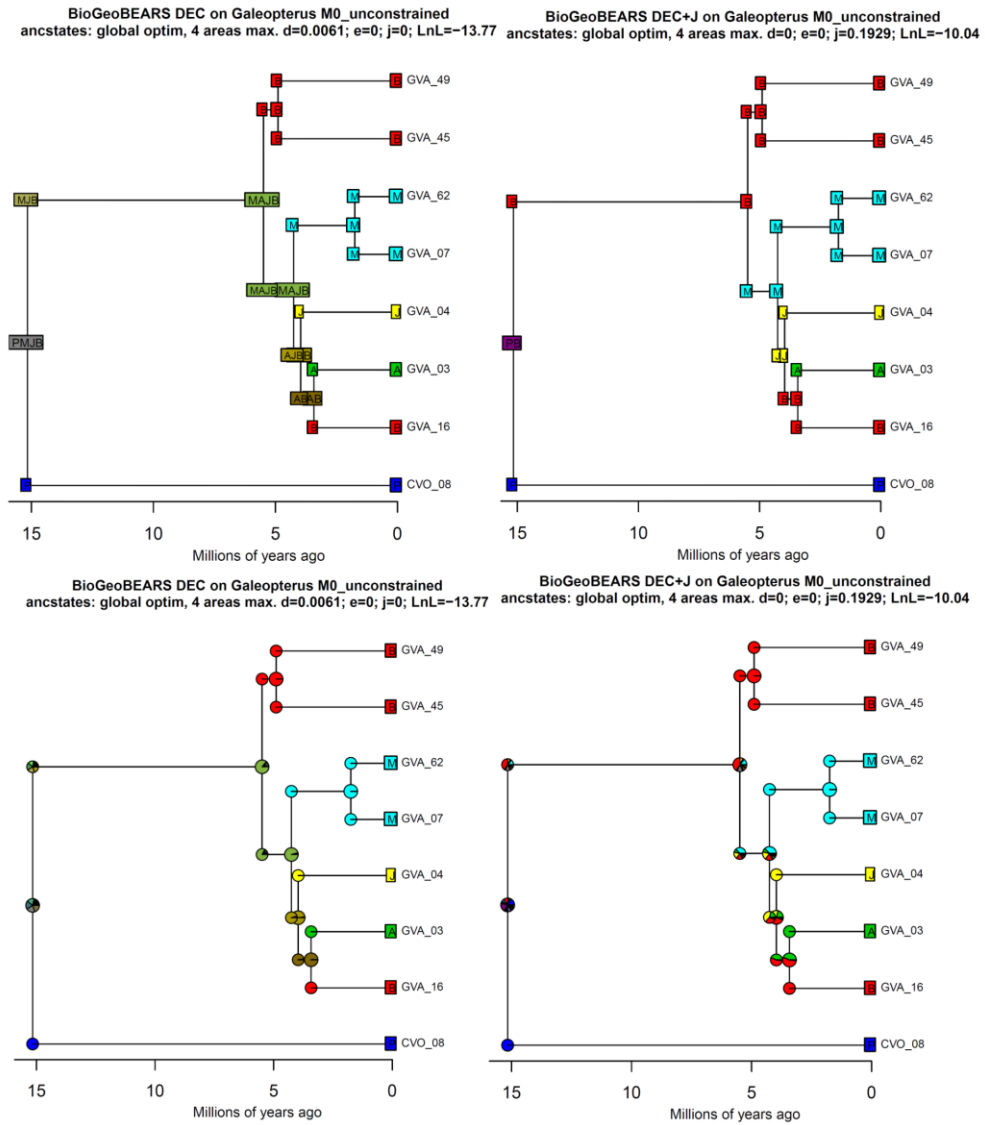 BioGeoBEARS DEC on Galeopterus M0_unconstrained
ancstates: global optim, 4 areas max. d=0.0061; e=0; j=0; LnL=−13.77
B
B
GVA_49
B
B
B
B
GVA_45
M
M
GVA_62
MJB
MAJB
M
M
M
M
GVA_07
MAJB
MAJB
J
J
GVA_04
PMJB
AJB
B
A
A
GVA_03
AB
AB
B
B
GVA_16
P
CVO_08
15
10
5
0
Millions of years ago
BioGeoBEARS DEC+J on Galeopterus M0_unconstrained
ancstates: global optim, 4 areas max. d=0; e=0; j=0.1929; LnL=−10.04
B
B
GVA_49
B
B
B
B
GVA_45
M
M
GVA_62
B
B
M
M
M
M
GVA_07
M
M
J
J
GVA_04
PB
J
J
A
A
GVA_03
B
B
B
B
GVA_16
CVO_08
15
10
5
0
Millions of years ago
BioGeoBEARS DEC on Galeopterus M0_unconstrained
ancstates: global optim, 4 areas max. d=0.0061; e=0; j=0; LnL=−13.77
B
GVA_49
B
GVA_45
M
GVA_62
M
GVA_07
J
GVA_04
A
GVA_03
B
GVA_16
CVO_08
15
10
5
0
Millions of years ago
BioGeoBEARS DEC+J on Galeopterus M0_unconstrained
ancstates: global optim, 4 areas max. d=0; e=0; j=0.1929; LnL=−10.04
B
GVA_49
B
GVA_45
M
GVA_62
M
GVA_07
J
GVA_04
A
GVA_03
B
GVA_16
CVO_08
15
10
5
0
Millions of years ago